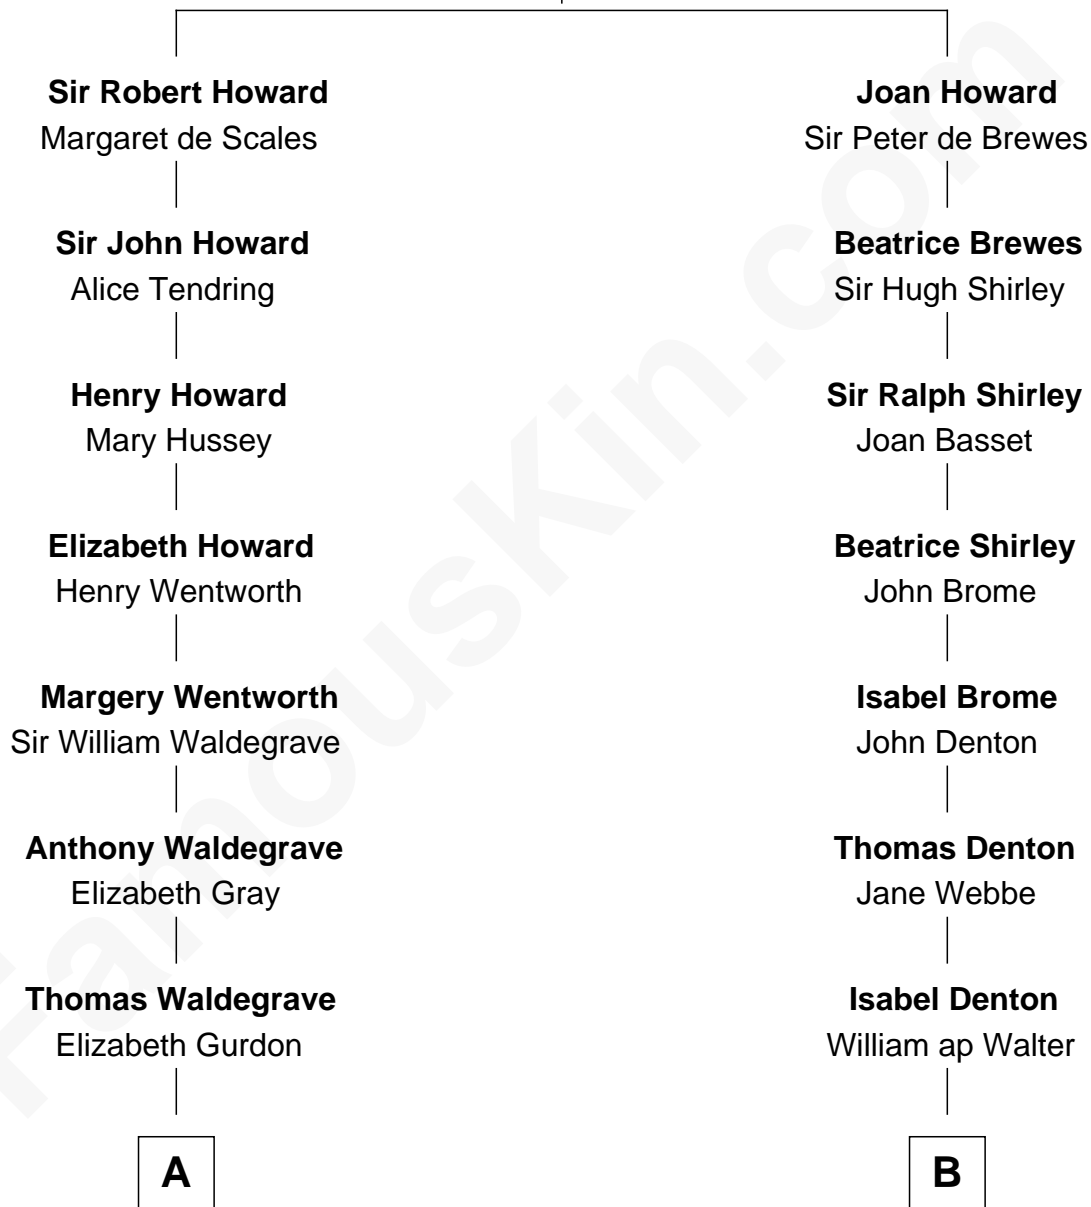 Sir Robert Howard
Margaret de Scales
Sir John Howard
Alice Tendring
Henry Howard
Mary Hussey
Elizabeth Howard
Henry Wentworth
Margery Wentworth
Sir William Waldegrave
Anthony Waldegrave
Elizabeth Gray
Thomas Waldegrave
Elizabeth Gurdon
A
Joan Howard
Sir Peter de Brewes
Beatrice Brewes
Sir Hugh Shirley
Sir Ralph Shirley
Joan Basset
Beatrice Shirley
John Brome
Isabel Brome
John Denton
Thomas Denton
Jane Webbe
Isabel Denton
William ap Walter
B
FamousKin.com